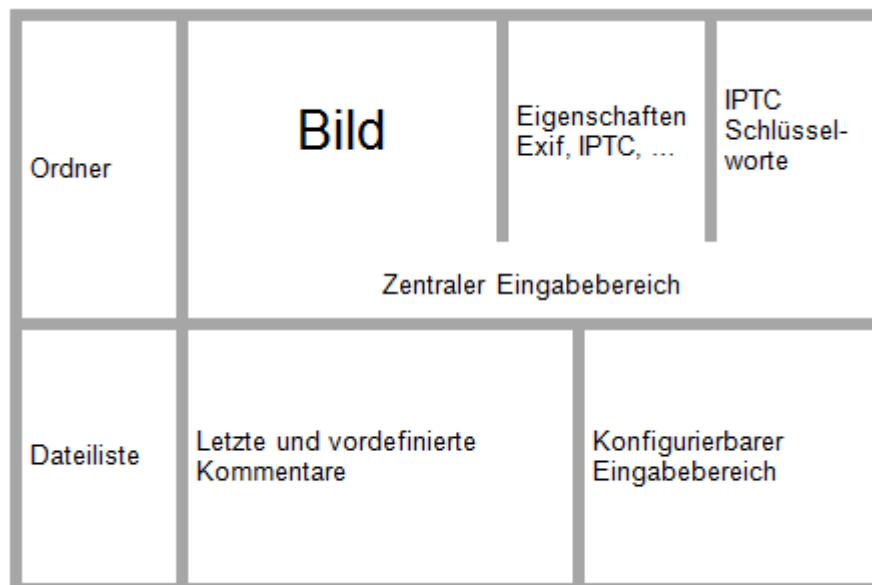 Ordner
Bild
Eigenschaften
Exif, IPTC, ...
IPTC
Schlüssel-
worte
Zentraler Eingabebereich
Dateiliste
Letzte und vordefinierte
Kommentare
Konfigurierbarer
Eingabebereich